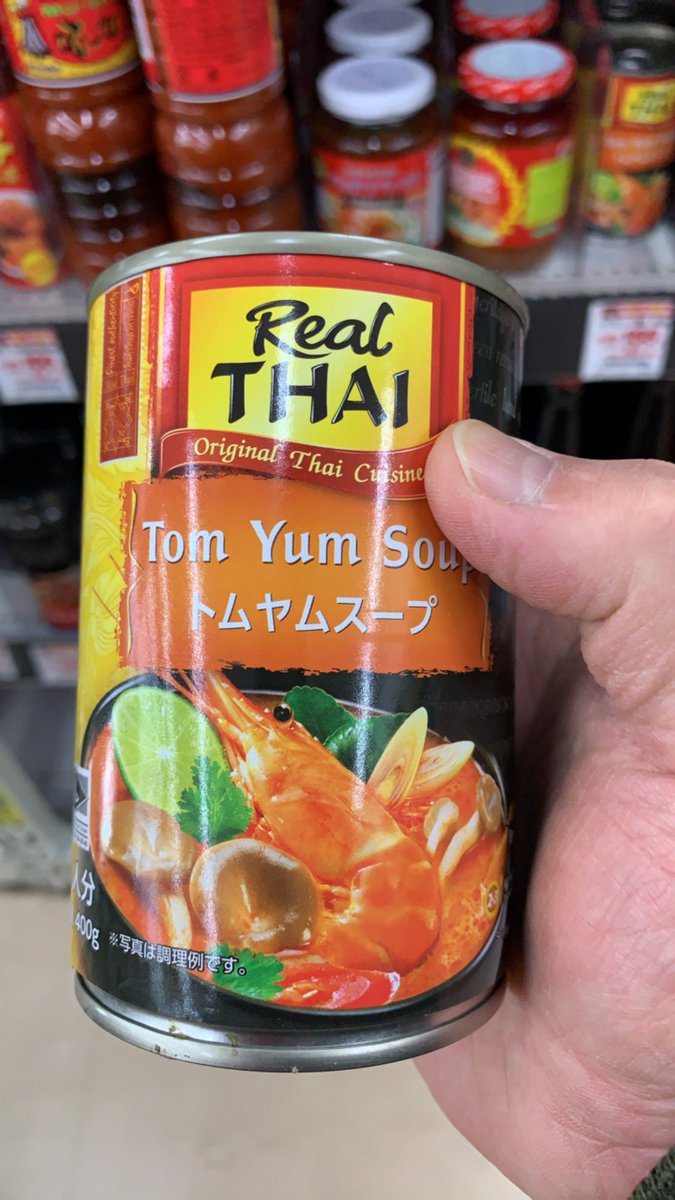 Real
THAI
Original Thai Cuisine
Tom Yum Soup
トムヤムスープ
人分
400g
※写真は調理例です。
THAI